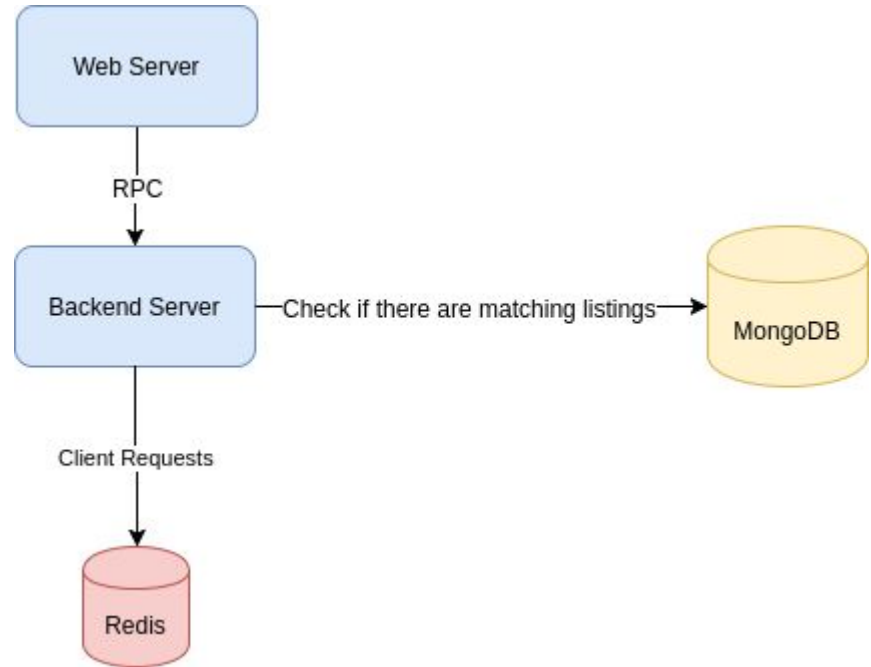 Web Server
RPC
Backend Server
Check if there are matching listings
MongoDB
Client Requests
Redis